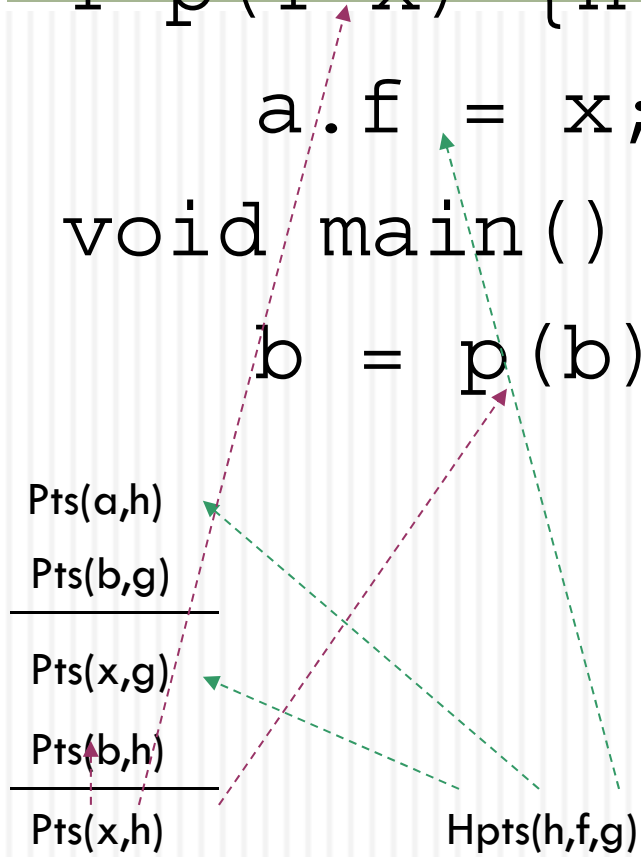 a.f = x;
void main()
b = p(b)
Pts(a,h)
Pts(b,g)
Pts(x,g)
Pts(b,h)
Pts(x,h)
Hpts(h,f,g)